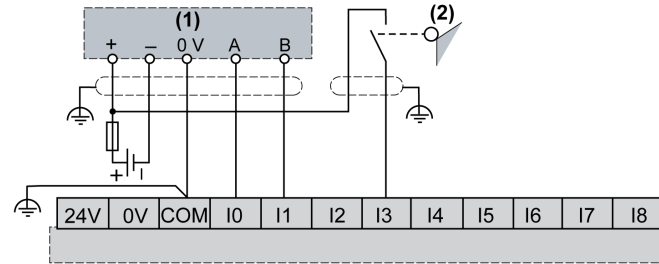 (1)
(2)
+ – 0 V A B
+ –
24V 0V COM I0 I1 I2 I3 I4 I5 I6 I7 I8